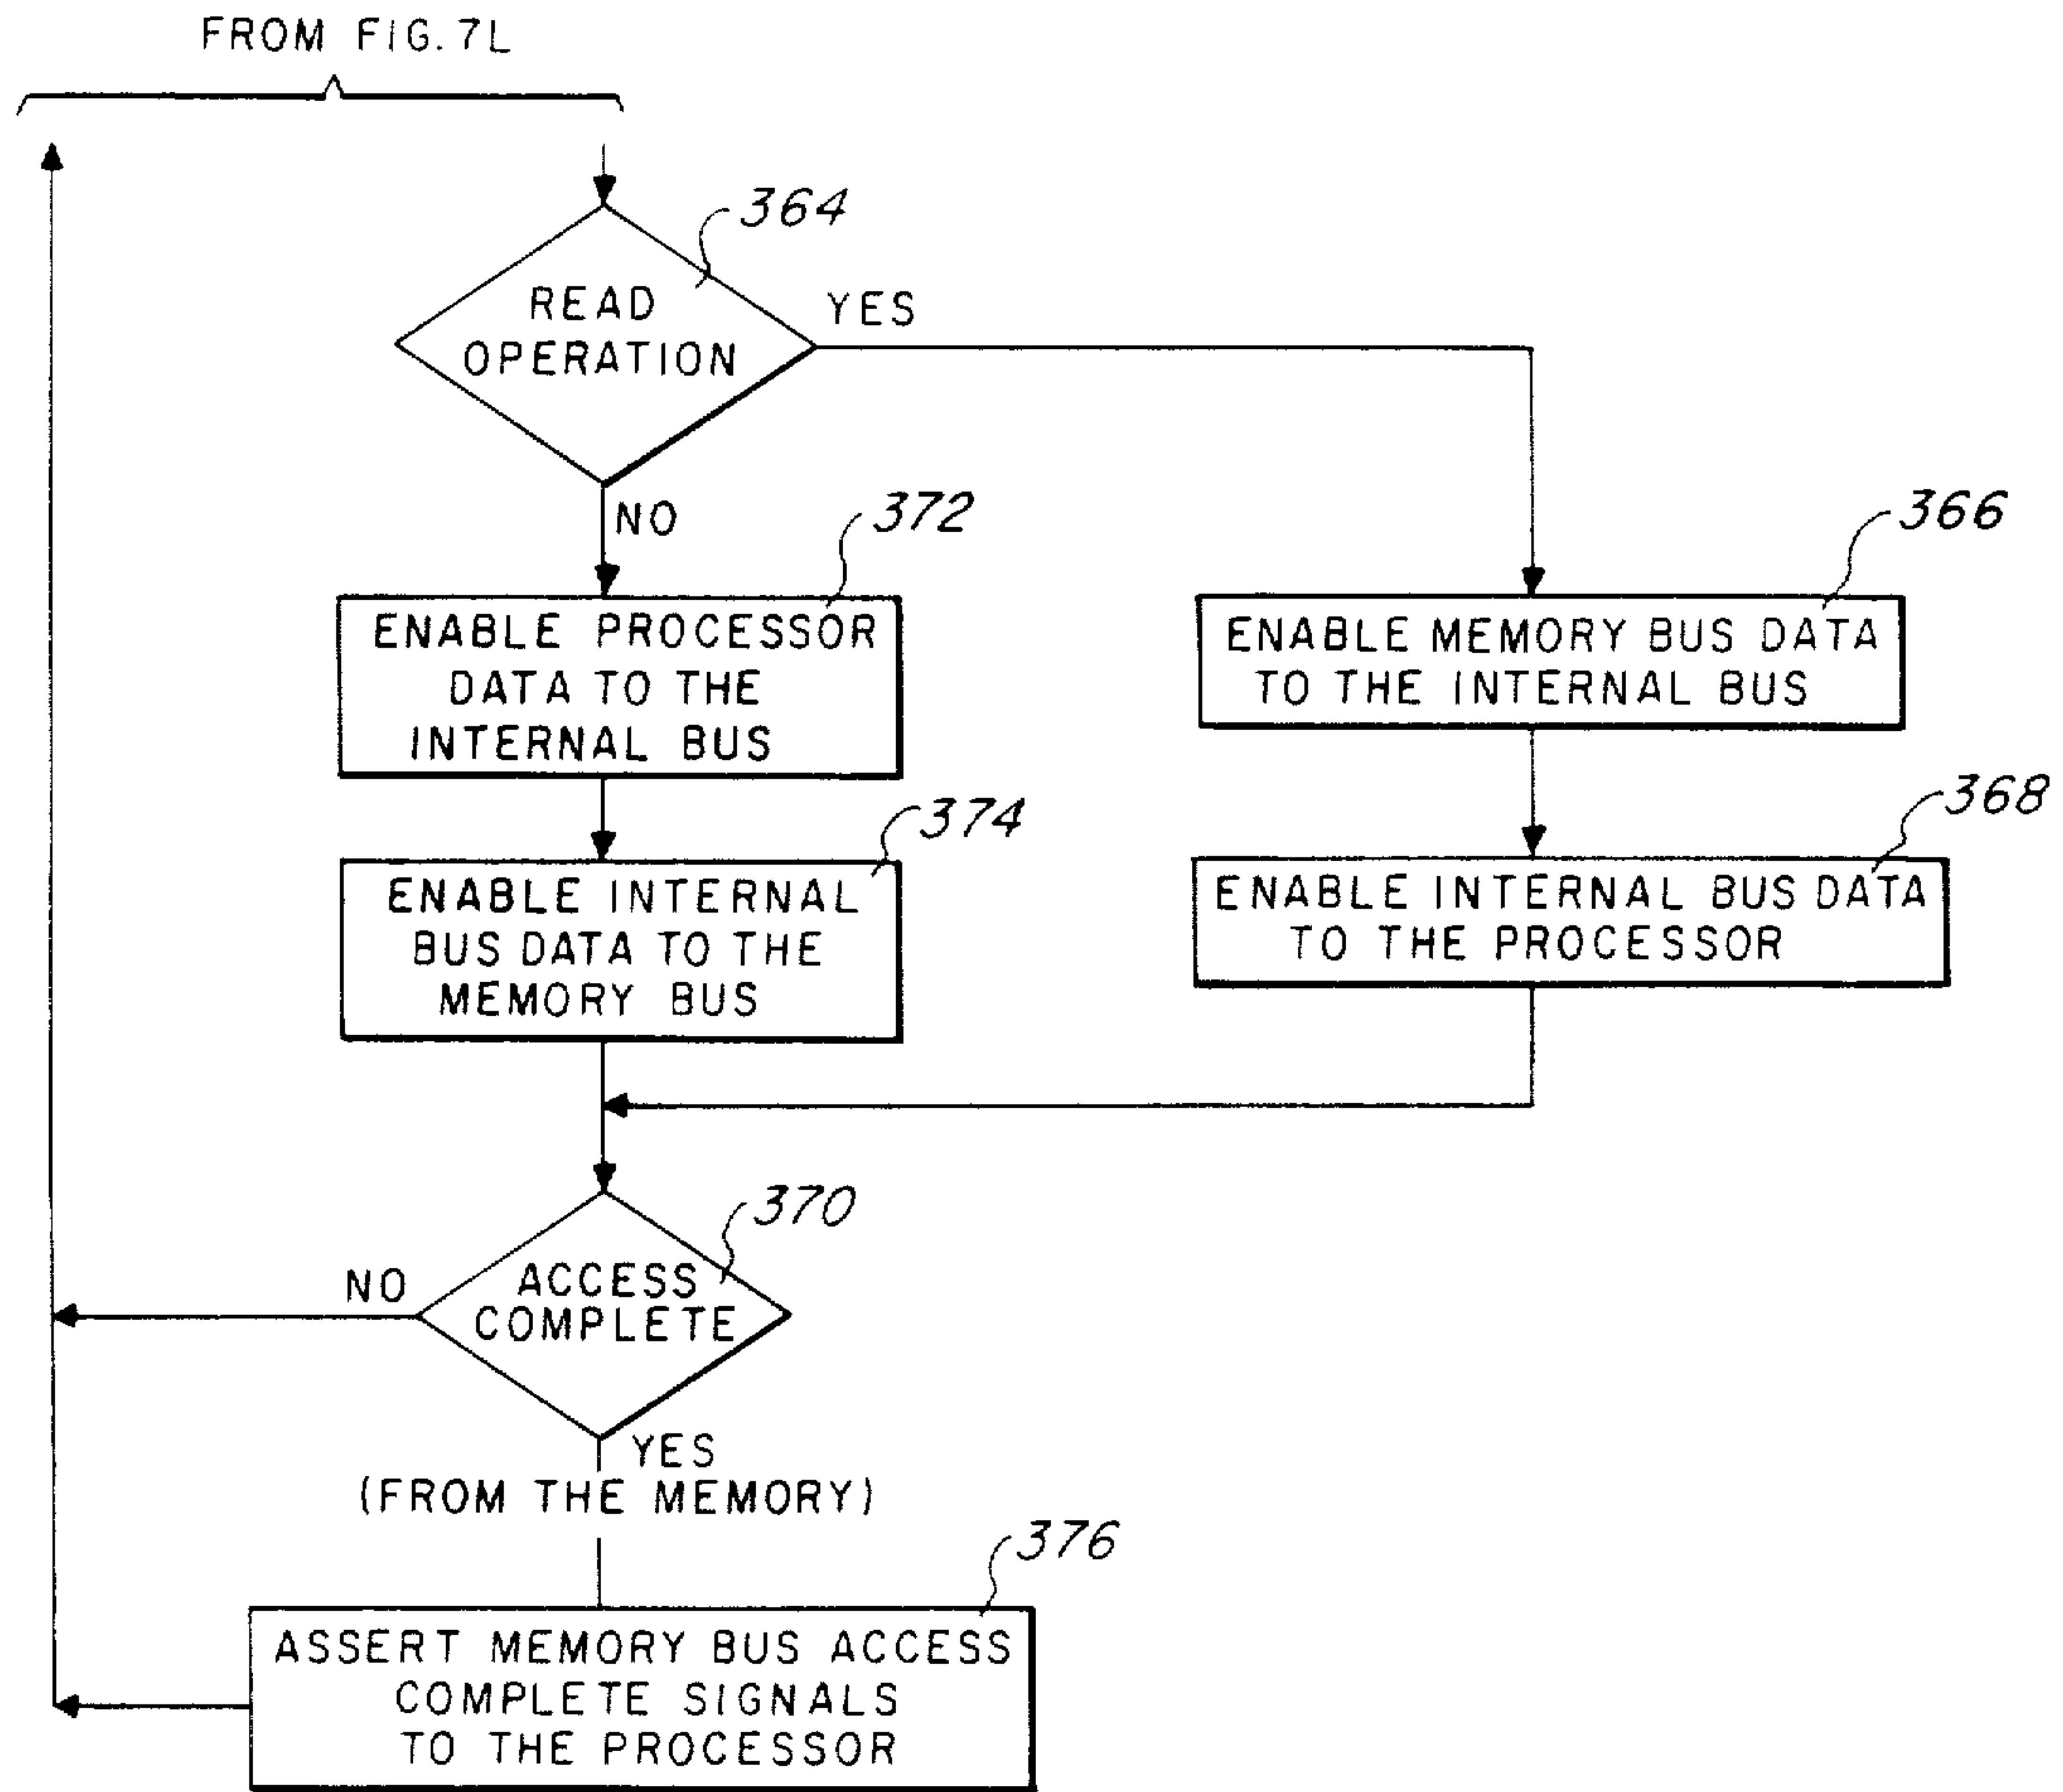 FROM FIG. 7L
364
READ
OPERATION
YES
NO
372
ENABLE PROCESSOR
DATA TO THE
INTERNAL BUS
366
ENABLE MEMORY BUS DATA
TO THE INTERNAL BUS
374
ENABLE INTERNAL
BUS DATA TO THE
MEMORY BUS
368
ENABLE INTERNAL BUS DATA
TO THE PROCESSOR
370
ACCESS
COMPLETE
NO
YES
(FROM THE MEMORY)
376
ASSERT MEMORY BUS ACCESS
COMPLETE SIGNALS
TO THE PROCESSOR